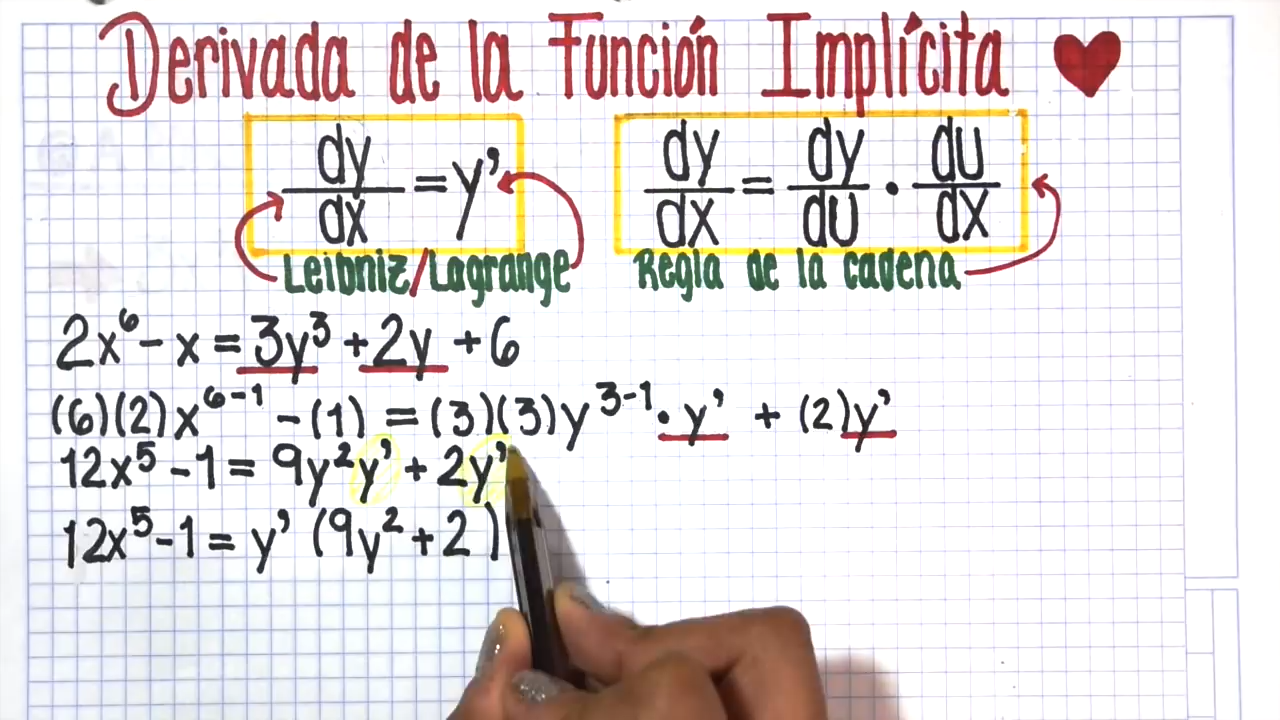 Derivada de la Función Implícita
dy/dx = y’
dy/dx = dy/du · du/dx
Leibniz/Lagrange
Regla de la cadena
2x⁶ - x = 3y³ + 2y + 6
(6)(2)x⁶⁻¹ - (1) = (3)(3)y³⁻¹ · y’ + (2)y’
12x⁵ - 1 = 9y²y’ + 2y’
12x⁵ - 1 = y’ (9y² + 2)